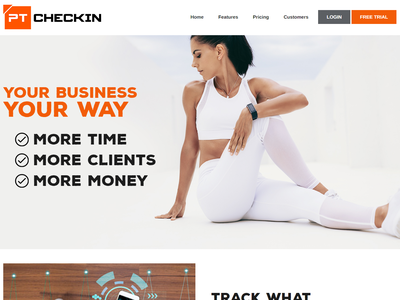 PT CHECKIN
Home Features Pricing Customers LOGIN FREE TRIAL
YOUR BUSINESS
YOUR WAY
MORE TIME
MORE CLIENTS
MORE MONEY
TRACK WHAT